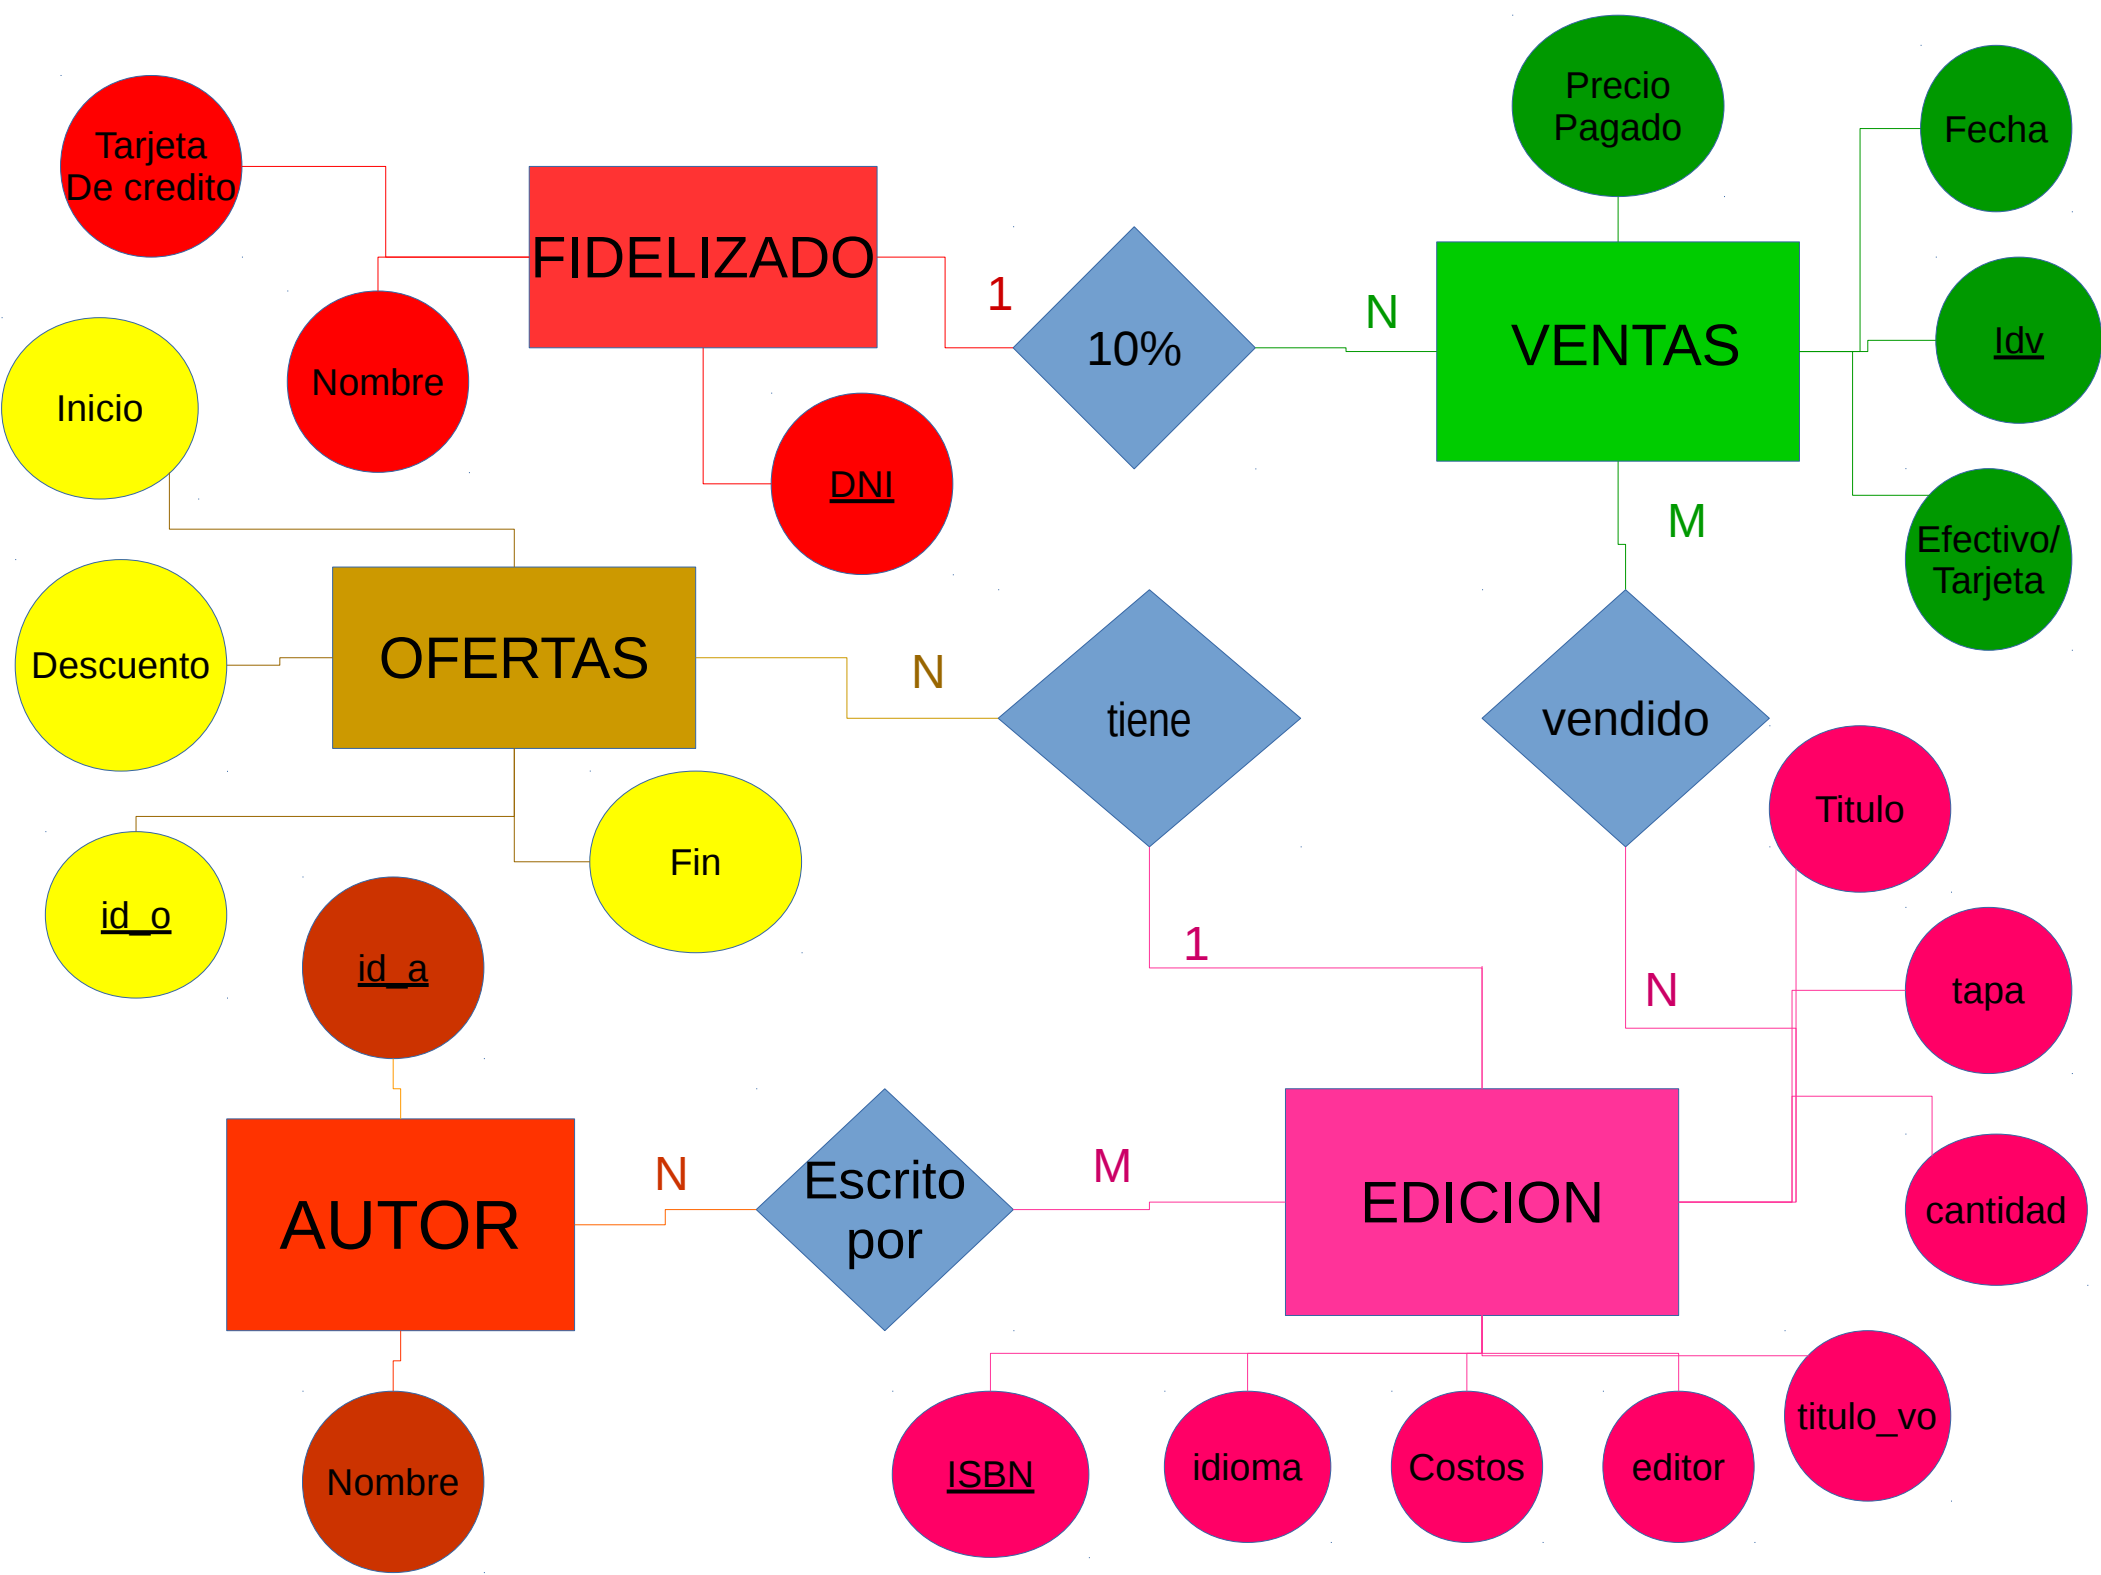 Precio
Pagado
Fecha
Tarjeta
De credito
FIDELIZADO
1
10%
N
VENTAS
Idv
Nombre
Inicio
DNI
M
Efectivo/
Tarjeta
OFERTAS
Descuento
N
tiene
vendido
Titulo
Fin
id_o
id_a
1
N
tapa
AUTOR
N
Escrito
por
M
EDICION
cantidad
Nombre
ISBN
idioma
Costos
editor
titulo_vo